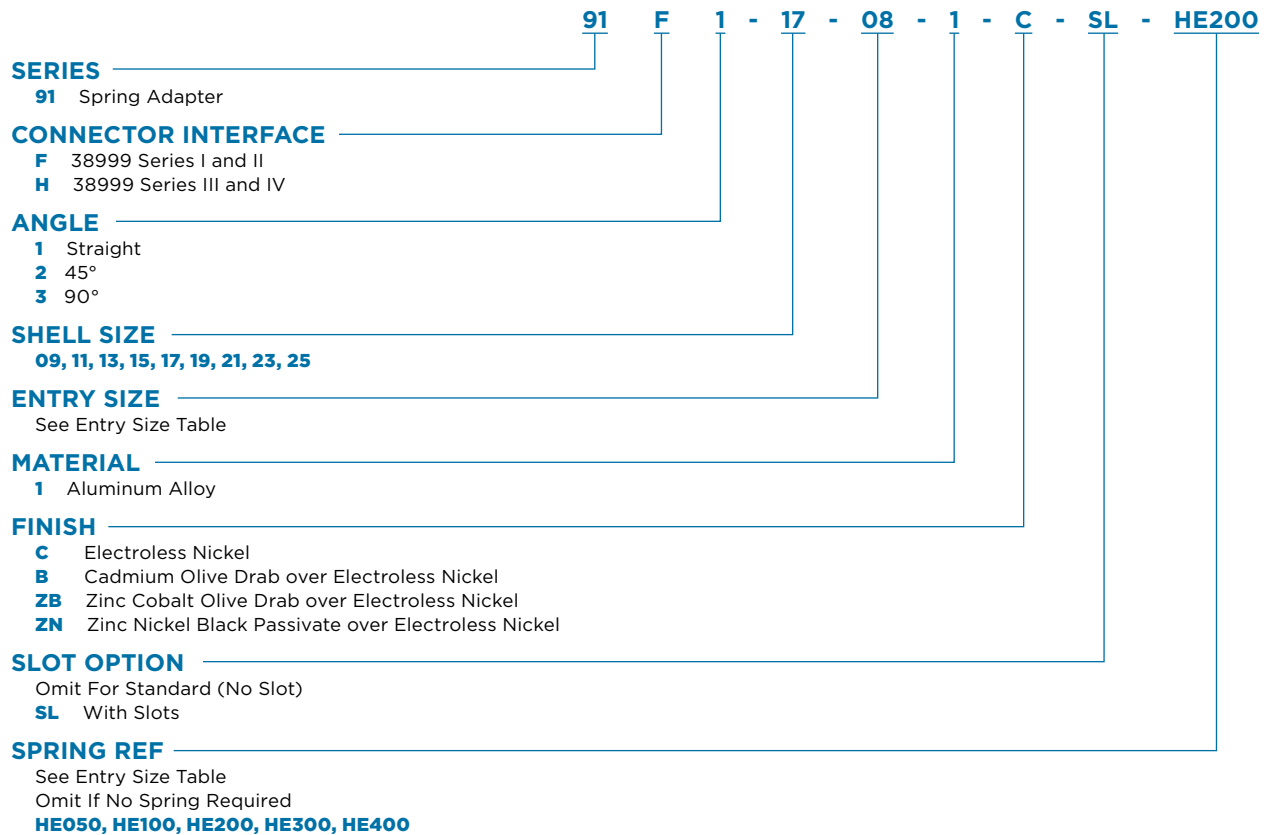 91 F 1 - 17 - 08 - 1 - C - SL - HE200
SERIES
91 Spring Adapter
CONNECTOR INTERFACE
F 38999 Series I and II
H 38999 Series III and IV
ANGLE
1 Straight
2 45°
3 90°
SHELL SIZE
09, 11, 13, 15, 17, 19, 21, 23, 25
ENTRY SIZE
See Entry Size Table
MATERIAL
1 Aluminum Alloy
FINISH
C Electroless Nickel
B Cadmium Olive Drab over Electroless Nickel
ZB Zinc Cobalt Olive Drab over Electroless Nickel
ZN Zinc Nickel Black Passivate over Electroless Nickel
SLOT OPTION
Omit For Standard (No Slot)
SL With Slots
SPRING REF
See Entry Size Table
Omit If No Spring Required
HE050, HE100, HE200, HE300, HE400